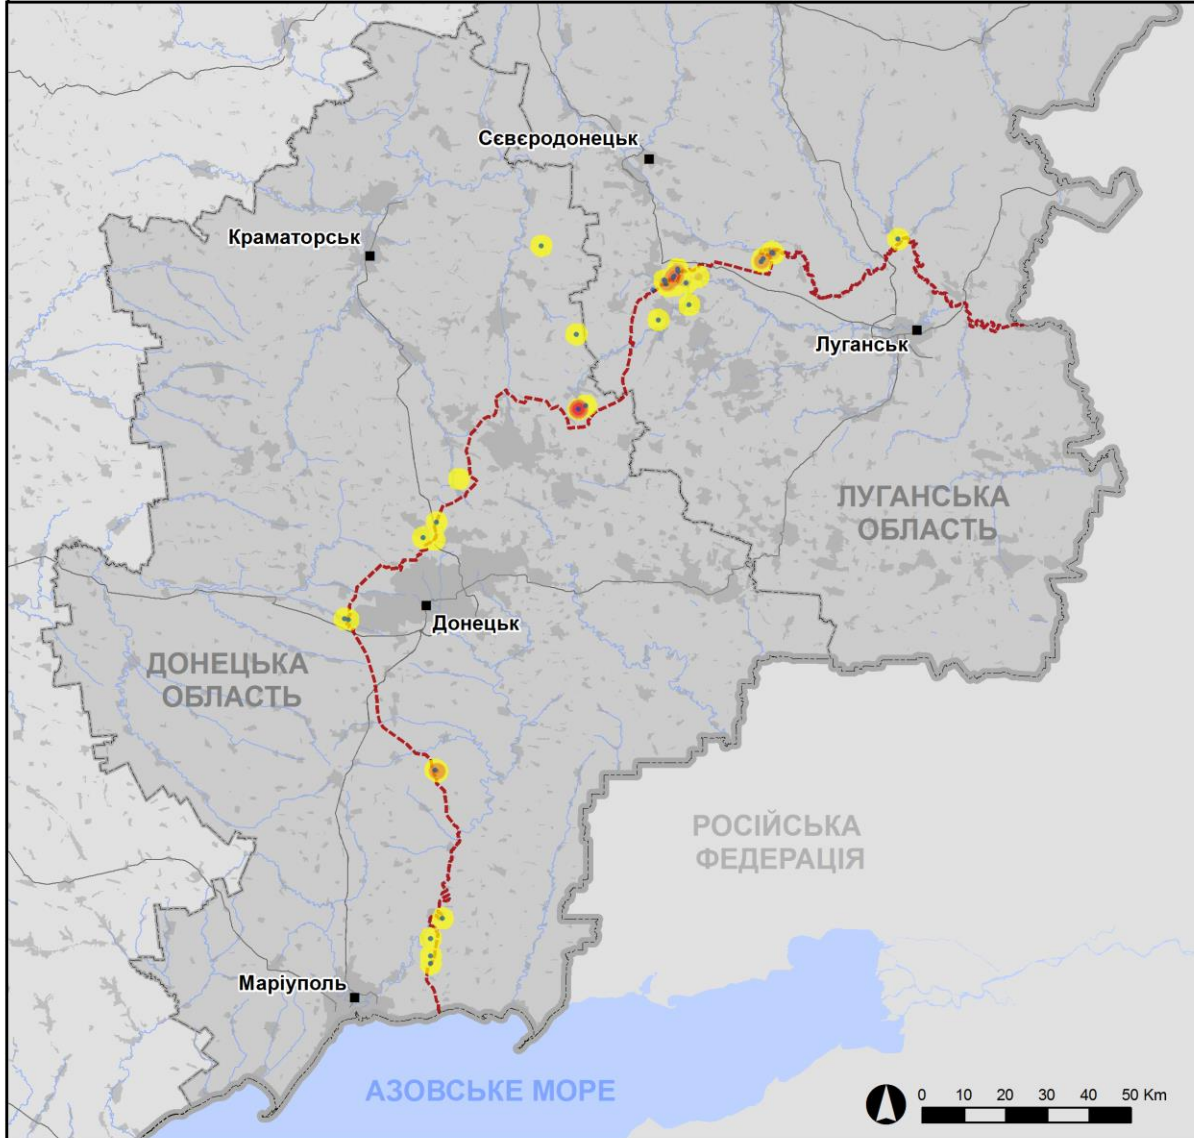 Сєвєродонецьк
Краматорськ
Луганськ
ЛУГАНСЬКА
ОБЛАСТЬ
Донецьк
ДОНЕЦЬКА
ОБЛАСТЬ
РОСІЙСЬКА
ФЕДЕРАЦІЯ
Маріуполь
АЗОВСЬКЕ МОРЕ
0 10 20 30 40 50 Km